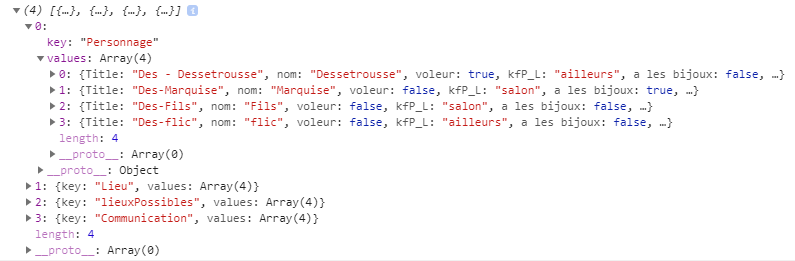 ▼(4) [{…}, {…}, {…}, {…}] i
▼0:
key: "Personnage"
▼values: Array(4)
▶0: {Title: "Des - Dessetrousse", nom: "Dessetrousse", voleur: true, kfP_L: "ailleurs", a les bijoux: false, …}
▶1: {Title: "Des-Marquise", nom: "Marquise", voleur: false, kfP_L: "salon", a les bijoux: true, …}
▶2: {Title: "Des-Fils", nom: "Fils", voleur: false, kfP_L: "salon", a les bijoux: false, …}
▶3: {Title: "Des-flic", nom: "flic", voleur: false, kfP_L: "ailleurs", a les bijoux: false, …}
length: 4
▶__proto__: Array(0)
▶__proto__: Object
▶1: {key: "Lieu", values: Array(4)}
▶2: {key: "lieuxPossibles", values: Array(4)}
▶3: {key: "Communication", values: Array(4)}
length: 4
▶__proto__: Array(0)